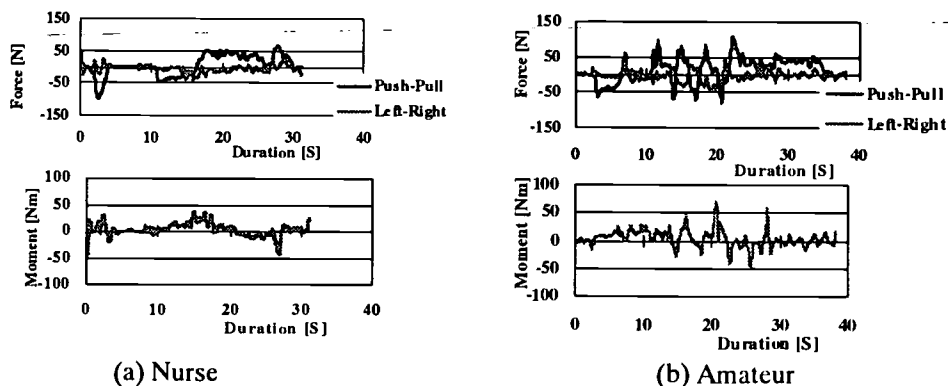 150
50
-50
-150
Force [N]
0 10 20 30 40
Duration [S]
Push-Pull
Left-Right
100
50
0
-50
-100
Moment [Nm]
0 10 20 30 40
Duration [S]
(a) Nurse
150
50
-50
-150
Force [N]
0 10 20 30 40
Duration [S]
Push-Pull
Left-Right
100
50
0
-50
-100
Moment [Nm]
0 10 20 30 40
Duration [S]
(b) Amateur